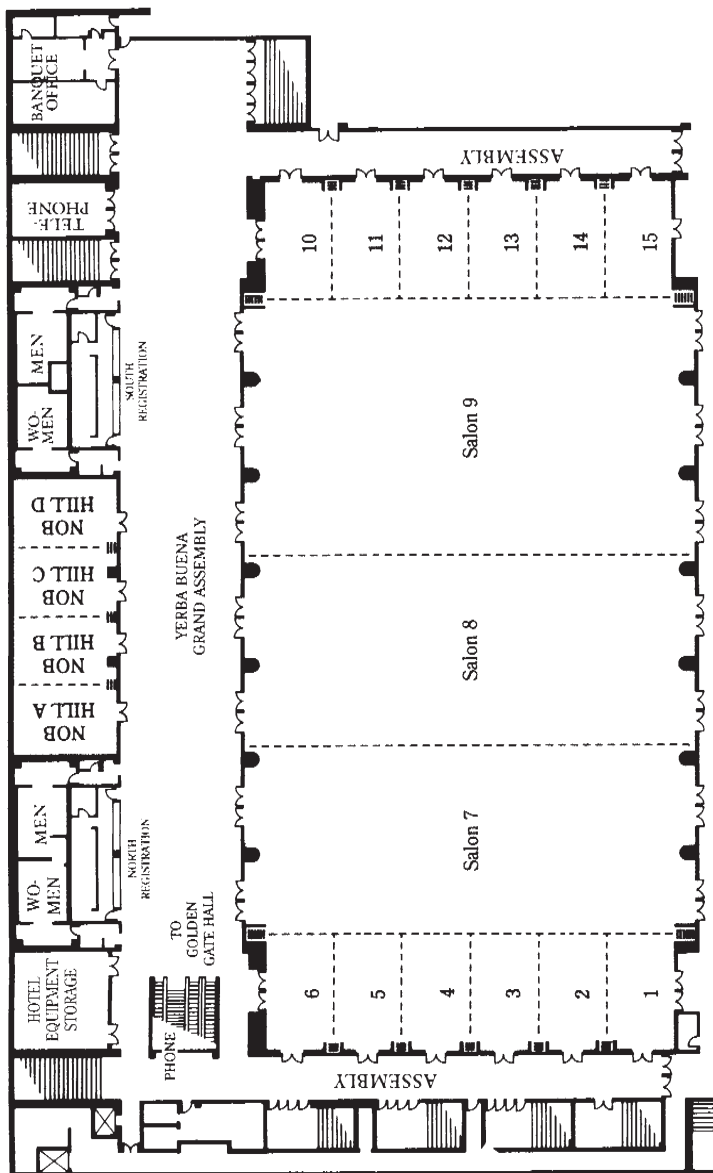 BANQUET
OFFICE
TELE-
PHONE
MEN
WO-
MEN
SOUTH
REGISTRATION
NOB
HILL D
NOB
HILL C
NOB
HILL B
NOB
HILL A
YERBA BUENA
GRAND ASSEMBLY
MEN
WO-
MEN
NORTH
REGISTRATION
HOTEL
EQUIPMENT
STORAGE
TO
GOLDEN
GATE HALL
PHONE
ASSEMBLY
10
11
12
13
14
15
Salon 9
Salon 8
Salon 7
6
5
4
3
2
1
ASSEMBLY